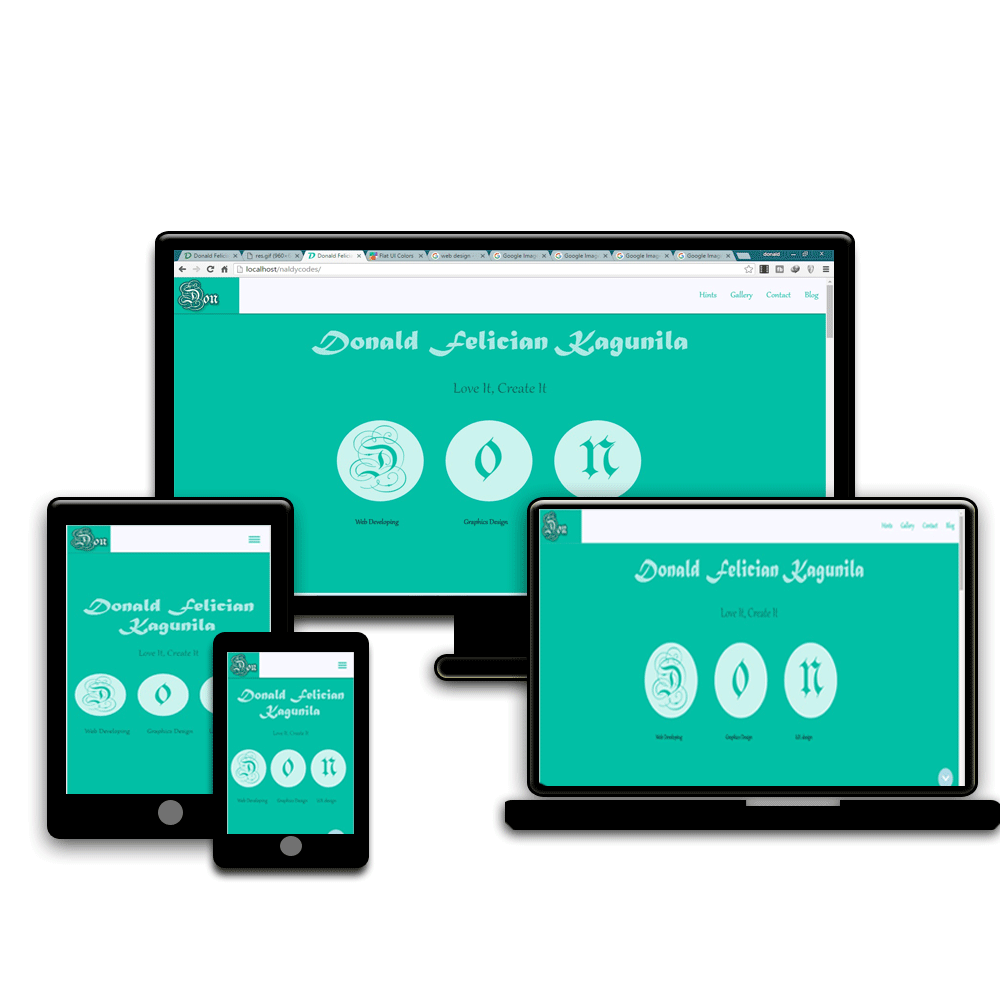 Donald Felici
res.gif (960×
Donald Felici
Flat UI Colors
web design -
Google Imag
Google Imag
Google Imag
Google Imag
donald
localhost/naldycodes/
Don
Hints Gallery Contact Blog
Donald Felician Kagunila
Love It, Create It
D O N
Web Developing Graphics Design
Don
Donald Felician
Kagunila
Love It, Create It
D O
Web Developing Graphics Design
Don
Donald Felician
Kagunila
Love It, Create It
D O N
Web Developing Graphics Design UI/X design
Don
Hints Gallery Contact Blog
Donald Felician Kagunila
Love It, Create It
D O N
Web Developing Graphics Design UI/X design